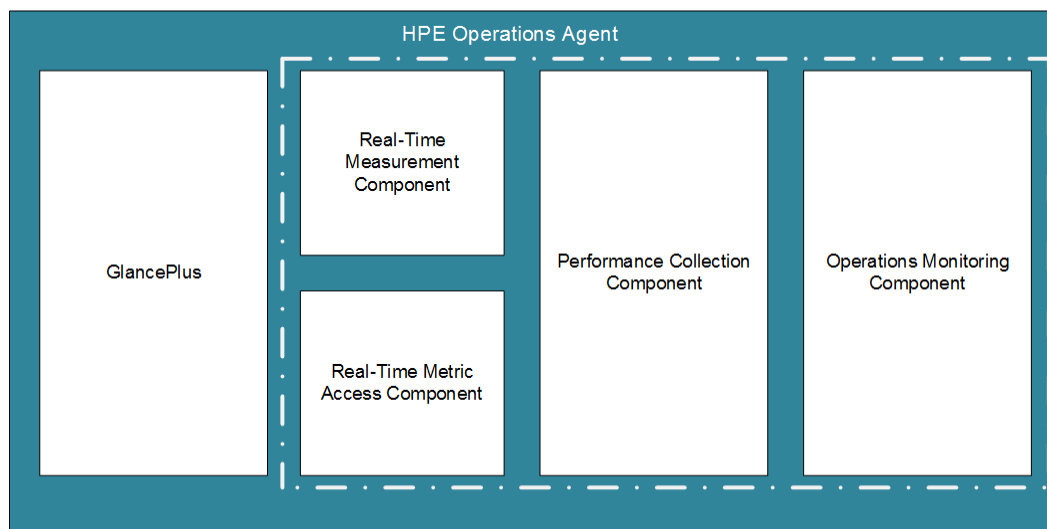 HPE Operations Agent
GlancePlus
Real-Time
Measurement
Component
Real-Time Metric
Access Component
Performance Collection
Component
Operations Monitoring
Component